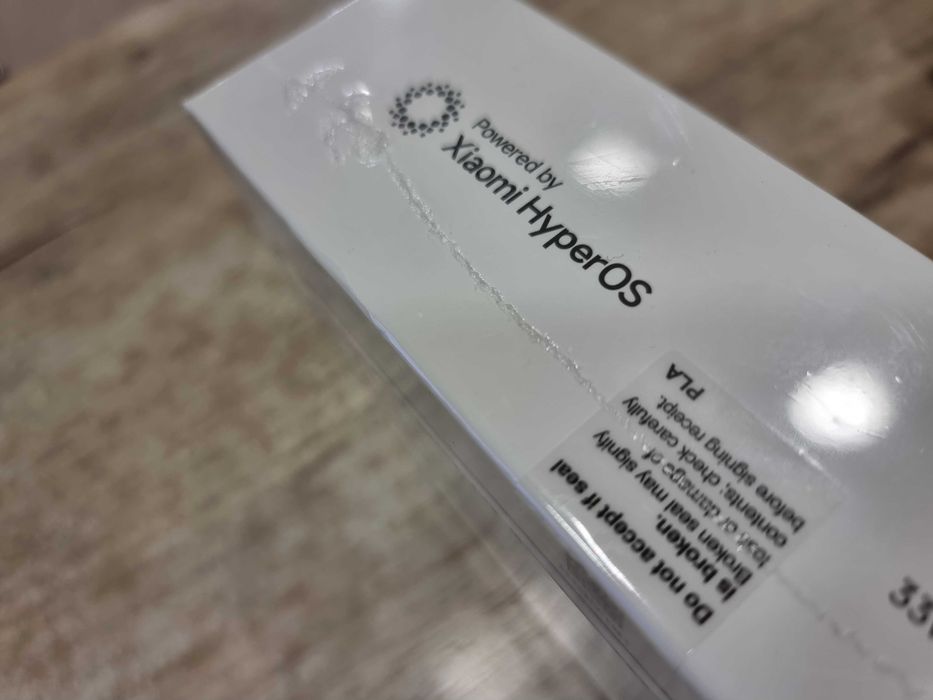 Powered by
Xiaomi HyperOS
Do not accept if seal
is broken.
Broken seal may signify
loss or damage of
contents; check carefully
before signing receipt.
PLA
33W